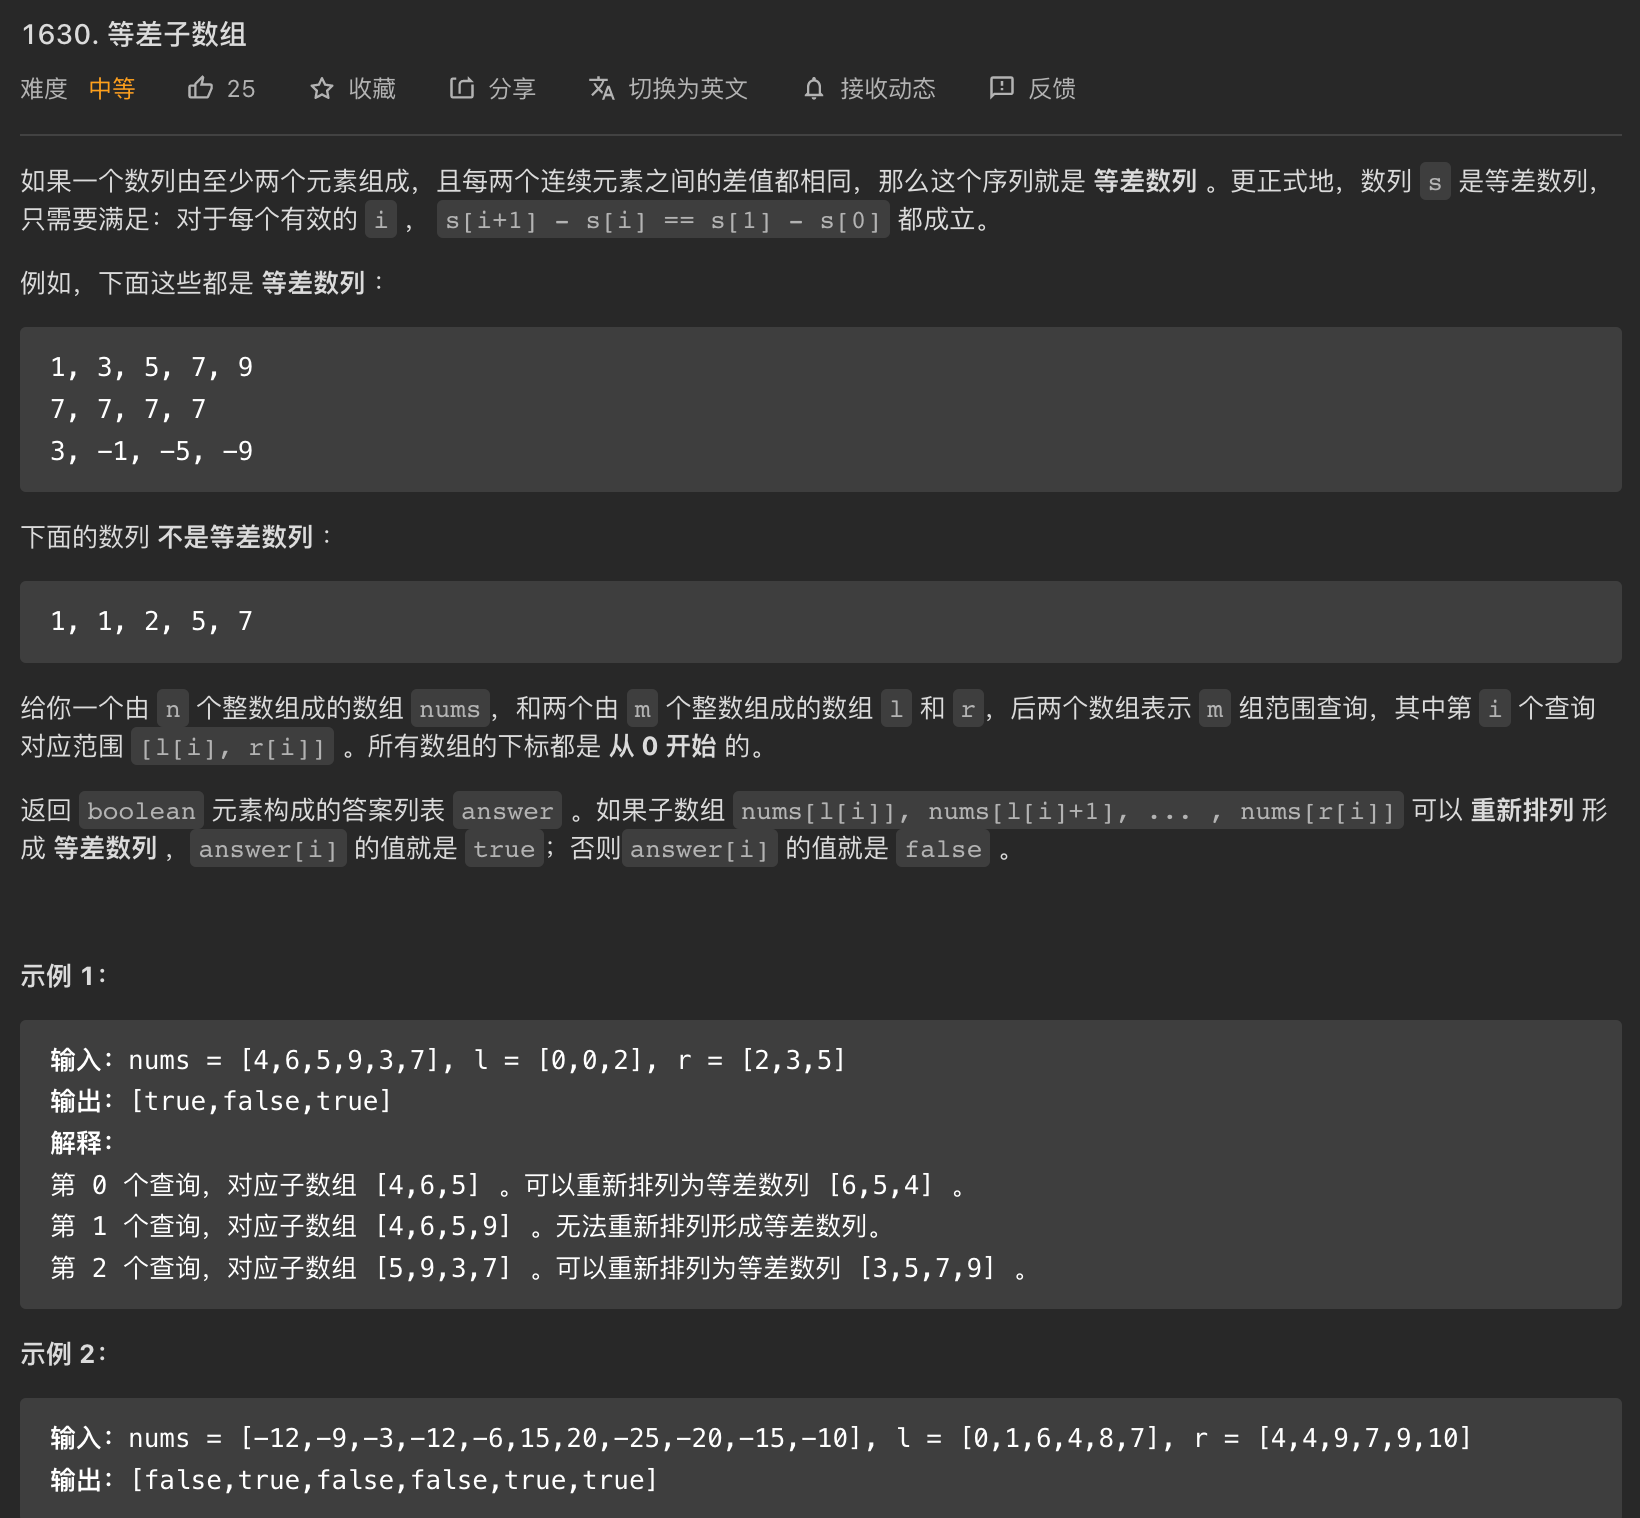 1630. 等差子数组
难度 中等 25 收藏 分享 切换为英文 接收动态 反馈
如果一个数列由至少两个元素组成，且每两个连续元素之间的差值都相同，那么这个序列就是 等差数列 。更正式地，数列 s 是等差数列，
只需要满足：对于每个有效的 i ， s[i+1] - s[i] == s[1] - s[0] 都成立。
例如，下面这些都是 等差数列 ：
1, 3, 5, 7, 9
7, 7, 7, 7
3, -1, -5, -9
下面的数列 不是等差数列 ：
1, 1, 2, 5, 7
给你一个由 n 个整数组成的数组 nums，和两个由 m 个整数组成的数组 l 和 r，后两个数组表示 m 组范围查询，其中第 i 个查询
对应范围 [l[i], r[i]] 。所有数组的下标都是 从 0 开始 的。
返回 boolean 元素构成的答案列表 answer 。如果子数组 nums[l[i]], nums[l[i]+1], ... , nums[r[i]] 可以 重新排列 形
成 等差数列 ，answer[i] 的值就是 true；否则answer[i] 的值就是 false 。
示例 1：
输入：nums = [4,6,5,9,3,7], l = [0,0,2], r = [2,3,5]
输出：[true,false,true]
解释：
第 0 个查询，对应子数组 [4,6,5] 。可以重新排列为等差数列 [6,5,4] 。
第 1 个查询，对应子数组 [4,6,5,9] 。无法重新排列形成等差数列。
第 2 个查询，对应子数组 [5,9,3,7] 。可以重新排列为等差数列 [3,5,7,9] 。
示例 2：
输入：nums = [-12,-9,-3,-12,-6,15,20,-25,-20,-15,-10], l = [0,1,6,4,8,7], r = [4,4,9,7,9,10]
输出：[false,true,false,false,true,true]